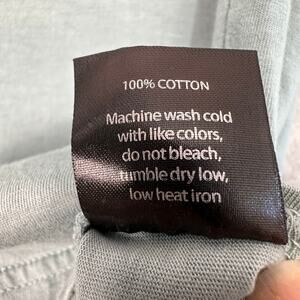 100% COTTON
Machine wash cold
with like colors,
do not bleach,
tumble dry low,
low heat iron